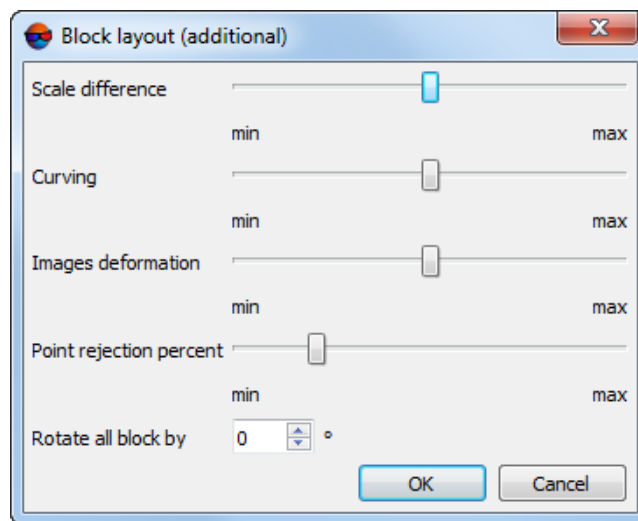 Block layout (additional)
Scale difference
min max
Curving
min max
Images deformation
min max
Point rejection percent
min max
Rotate all block by 0 °
OK Cancel